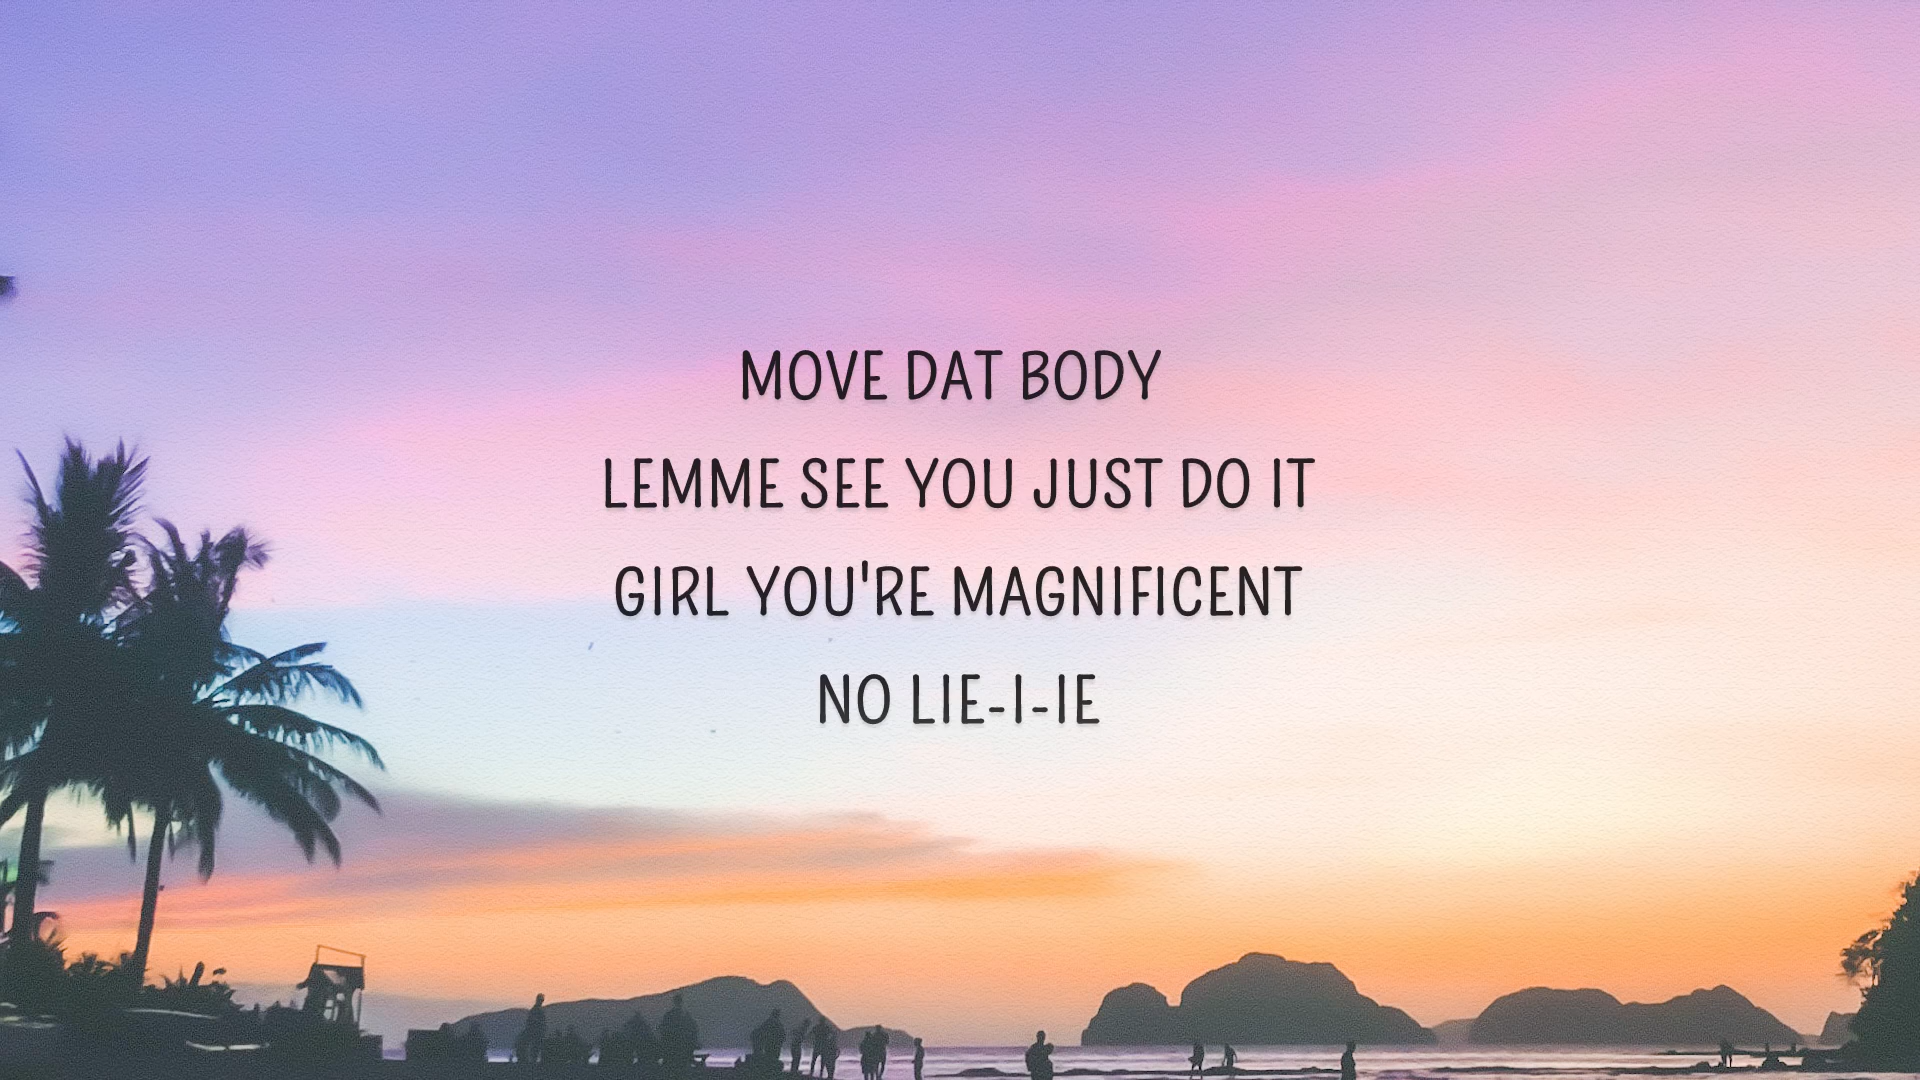 MOVE DAT BODY
LEMME SEE YOU JUST DO IT
GIRL YOU'RE MAGNIFICENT
NO LIE-I-IE